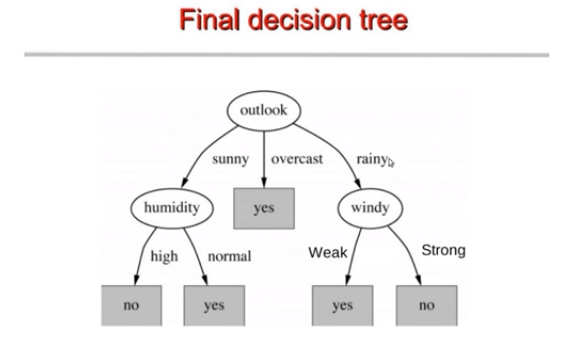 Final decision tree
outlook
sunny
overcast
rainy
humidity
yes
windy
high
normal
Weak
Strong
no
yes
yes
no